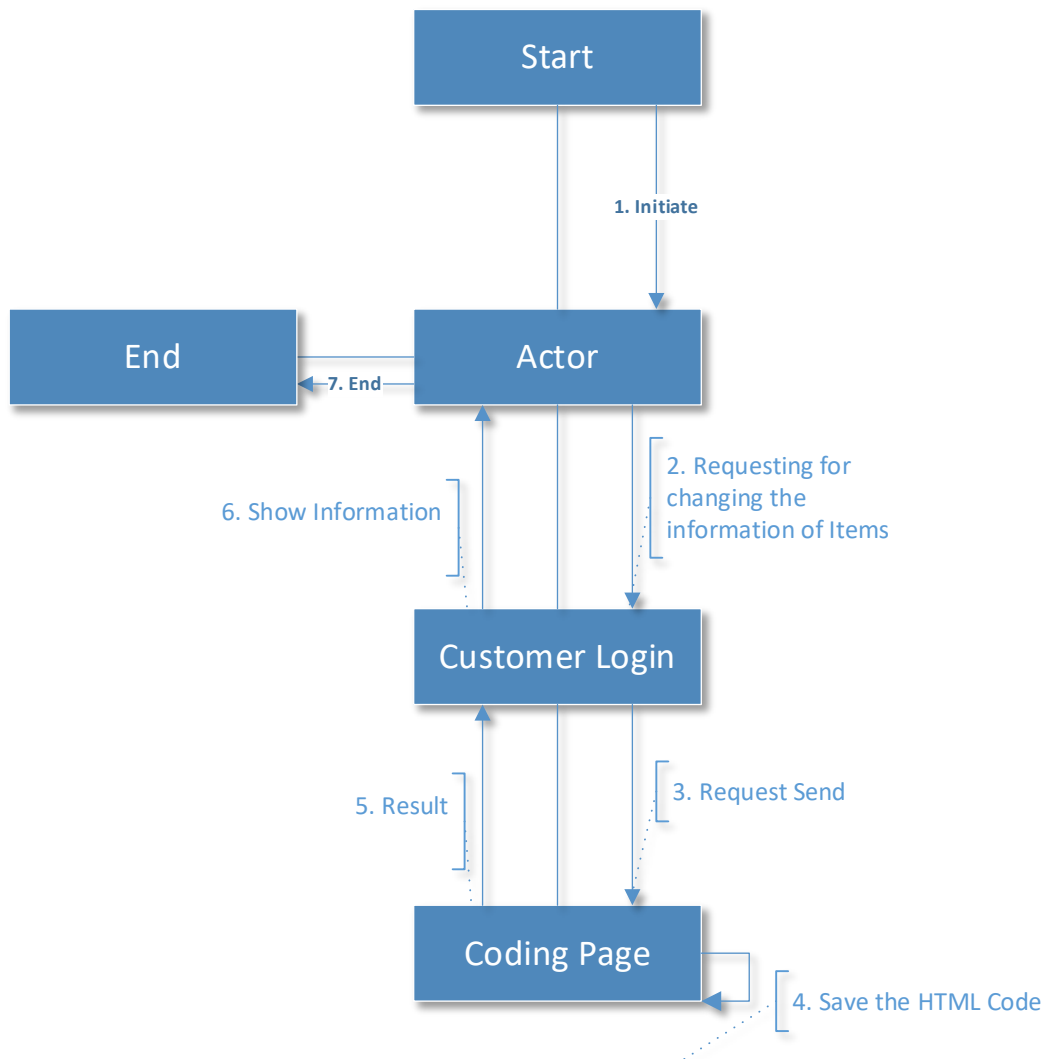 Start
1. Initiate
End
Actor
7. End
2. Requesting for
changing the
information of Items
6. Show Information
Customer Login
5. Result
3. Request Send
Coding Page
4. Save the HTML Code